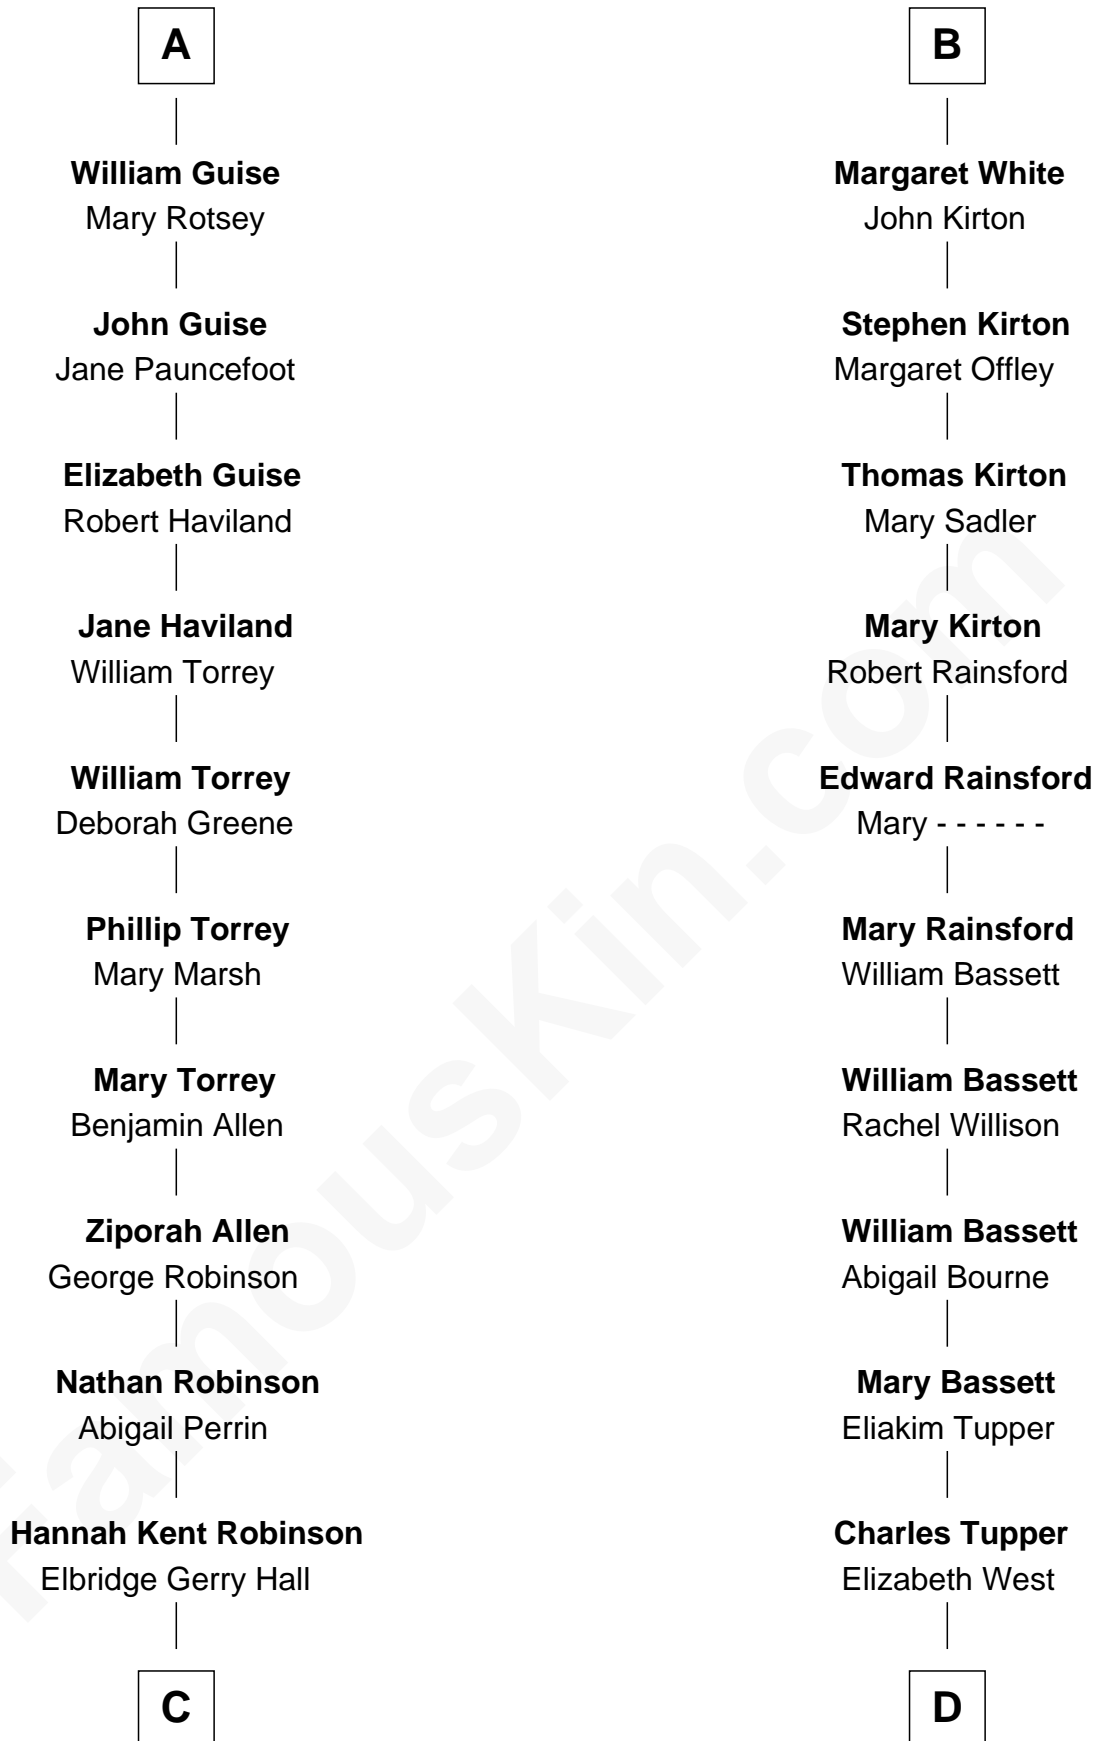 A
William Guise
Mary Rotsey
John Guise
Jane Pauncefoot
Elizabeth Guise
Robert Haviland
Jane Haviland
William Torrey
William Torrey
Deborah Greene
Phillip Torrey
Mary Marsh
Mary Torrey
Benjamin Allen
Ziporah Allen
George Robinson
Nathan Robinson
Abigail Perrin
Hannah Kent Robinson
Elbridge Gerry Hall
C
B
Margaret White
John Kirton
Stephen Kirton
Margaret Offley
Thomas Kirton
Mary Sadler
Mary Kirton
Robert Rainsford
Edward Rainsford
Mary - - - - - -
Mary Rainsford
William Bassett
William Bassett
Rachel Willison
William Bassett
Abigail Bourne
Mary Bassett
Eliakim Tupper
Charles Tupper
Elizabeth West
D
FamousKin.com